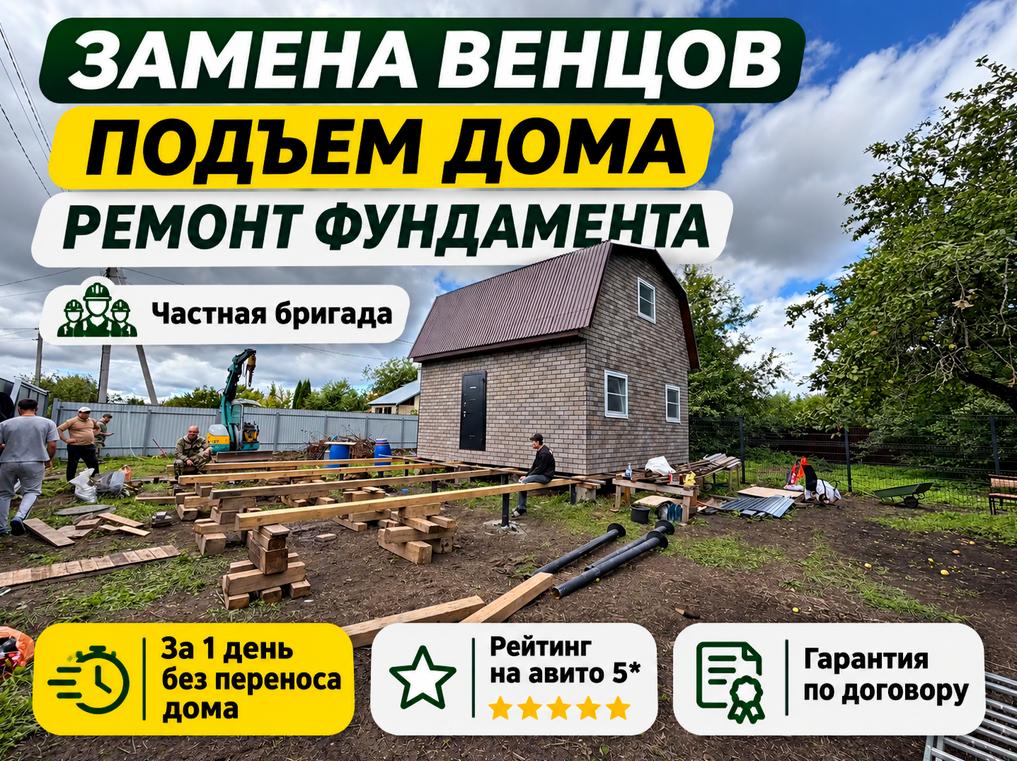 ЗАМЕНА ВЕНЦОВ
ПОДЪЕМ ДОМА
РЕМОНТ ФУНДАМЕНТА
Частная бригада
За 1 день
без переноса
дома
Рейтинг
на авито 5*
Гарантия
по договору